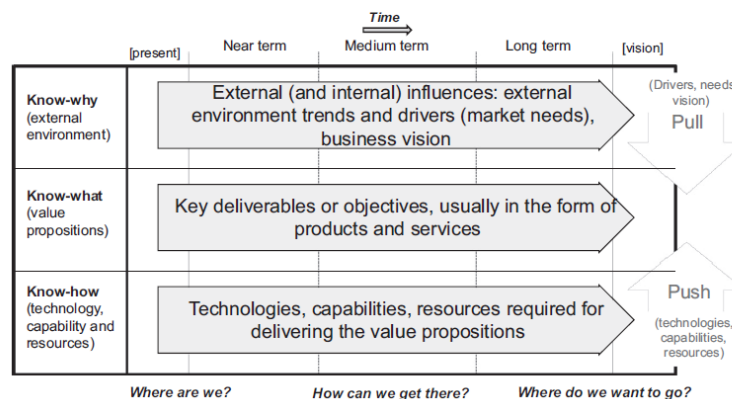 Time
[present]
Near term
Medium term
Long term
[vision]
Know-why
(external
environment)
External (and internal) influences: external
environment trends and drivers (market needs),
business vision
(Drivers, needs
vision)
Pull
Know-what
(value
propositions)
Key deliverables or objectives, usually in the form of
products and services
Know-how
(technology,
capability and
resources)
Technologies, capabilities, resources required for
delivering the value propositions
Push
(technologies,
capabilities,
resources)
Where are we?
How can we get there?
Where do we want to go?